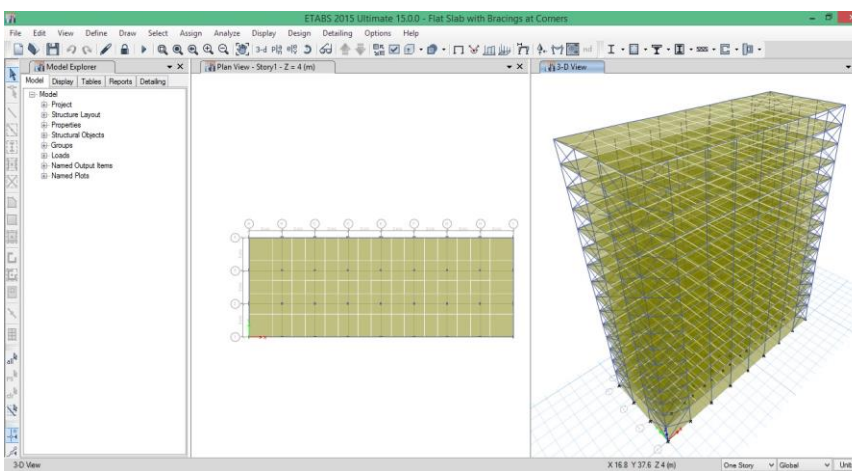 ETABS 2015 Ultimate 15.0.0 - Flat Slab with Bracings at Corners
File Edit View Define Draw Select Assign Analyze Display Design Detailing Options Help
3-d
nd
Model Explorer
Model Display Tables Reports Detailing
Model
Project
Structure Layout
Properties
Structural Objects
Groups
Loads
Named Output Items
Named Plots
Plan View - Story1 - Z = 4 (m)
3-D View
3-D View
X 16.8 Y 37.6 Z 4 (m)
One Story
Global
Unit